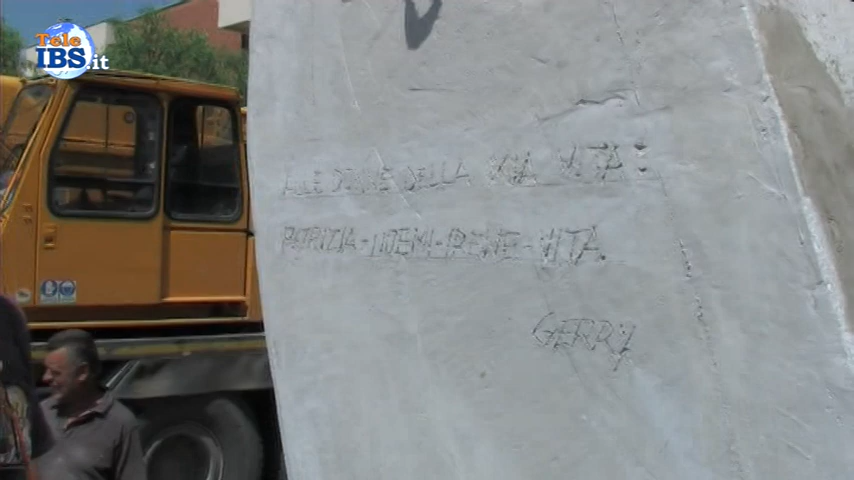 Tele
IBS.it
ALLE DONNE DELLA MIA VITA:
PATRIZIA-NOEMI-IRENE-VITA.
GERRY